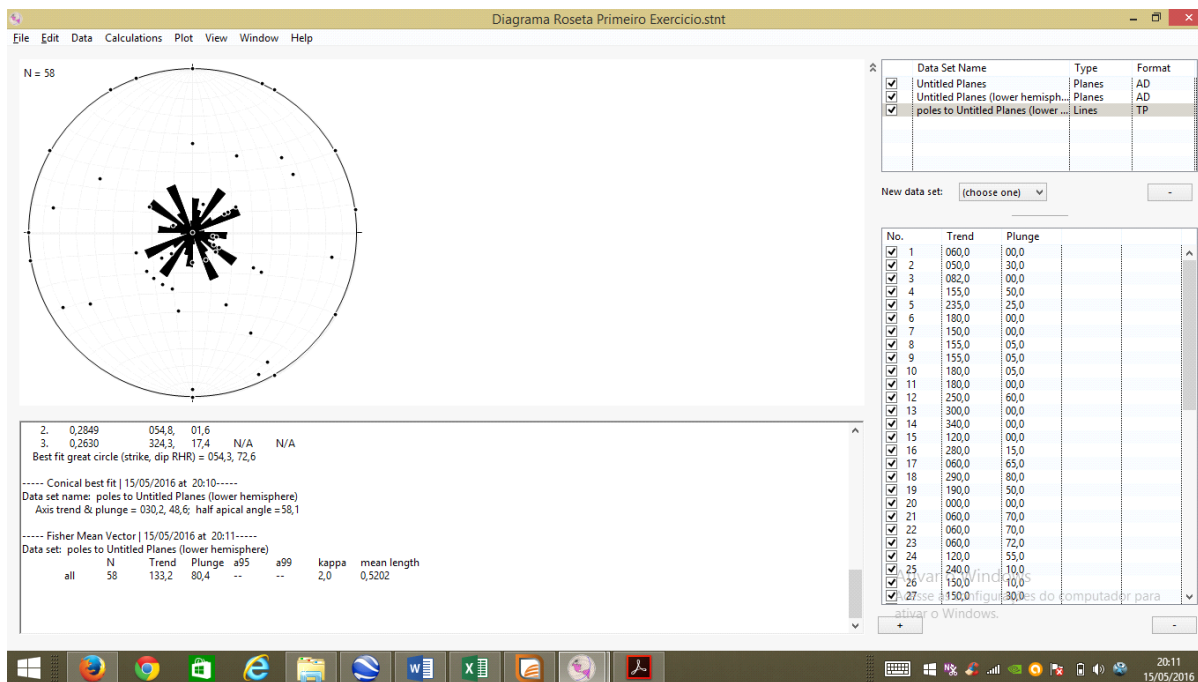 Diagrama Roseta Primeiro Exercicio.stnt
File Edit Data Calculations Plot View Window Help
N = 58
Data Set Name Type Format
Untitled Planes Planes AD
Untitled Planes (lower hemisph... Planes AD
poles to Untitled Planes (lower ... Lines TP
New data set: (choose one) -
No. Trend Plunge
1 060,0 00,0
2 050,0 30,0
3 082,0 00,0
4 155,0 50,0
5 235,0 25,0
6 180,0 00,0
7 150,0 00,0
8 155,0 05,0
9 155,0 05,0
10 180,0 05,0
11 180,0 00,0
12 250,0 60,0
13 300,0 00,0
14 340,0 00,0
15 120,0 00,0
16 280,0 15,0
17 060,0 65,0
18 290,0 80,0
19 190,0 50,0
20 000,0 00,0
21 060,0 70,0
22 060,0 70,0
23 060,0 72,0
24 120,0 55,0
25 240,0 10,0
26 150,0 10,0
27 150,0 30,0
+ -
Ativar o Windows
Acesse as configurações do computador para
ativar o Windows.
2. 0,2849 054,8, 01,6
3. 0,2630 324,3, 17,4 N/A N/A
Best fit great circle (strike, dip RHR) = 054,3, 72,6
----- Conical best fit | 15/05/2016 at 20:10-----
Data set name: poles to Untitled Planes (lower hemisphere)
Axis trend & plunge = 030,2, 48,6; half apical angle =58,1
----- Fisher Mean Vector | 15/05/2016 at 20:11-----
Data set: poles to Untitled Planes (lower hemisphere)
N Trend Plunge a95 a99 kappa mean length
all 58 133,2 80,4 -- -- 2,0 0,5202
20:11
15/05/2016